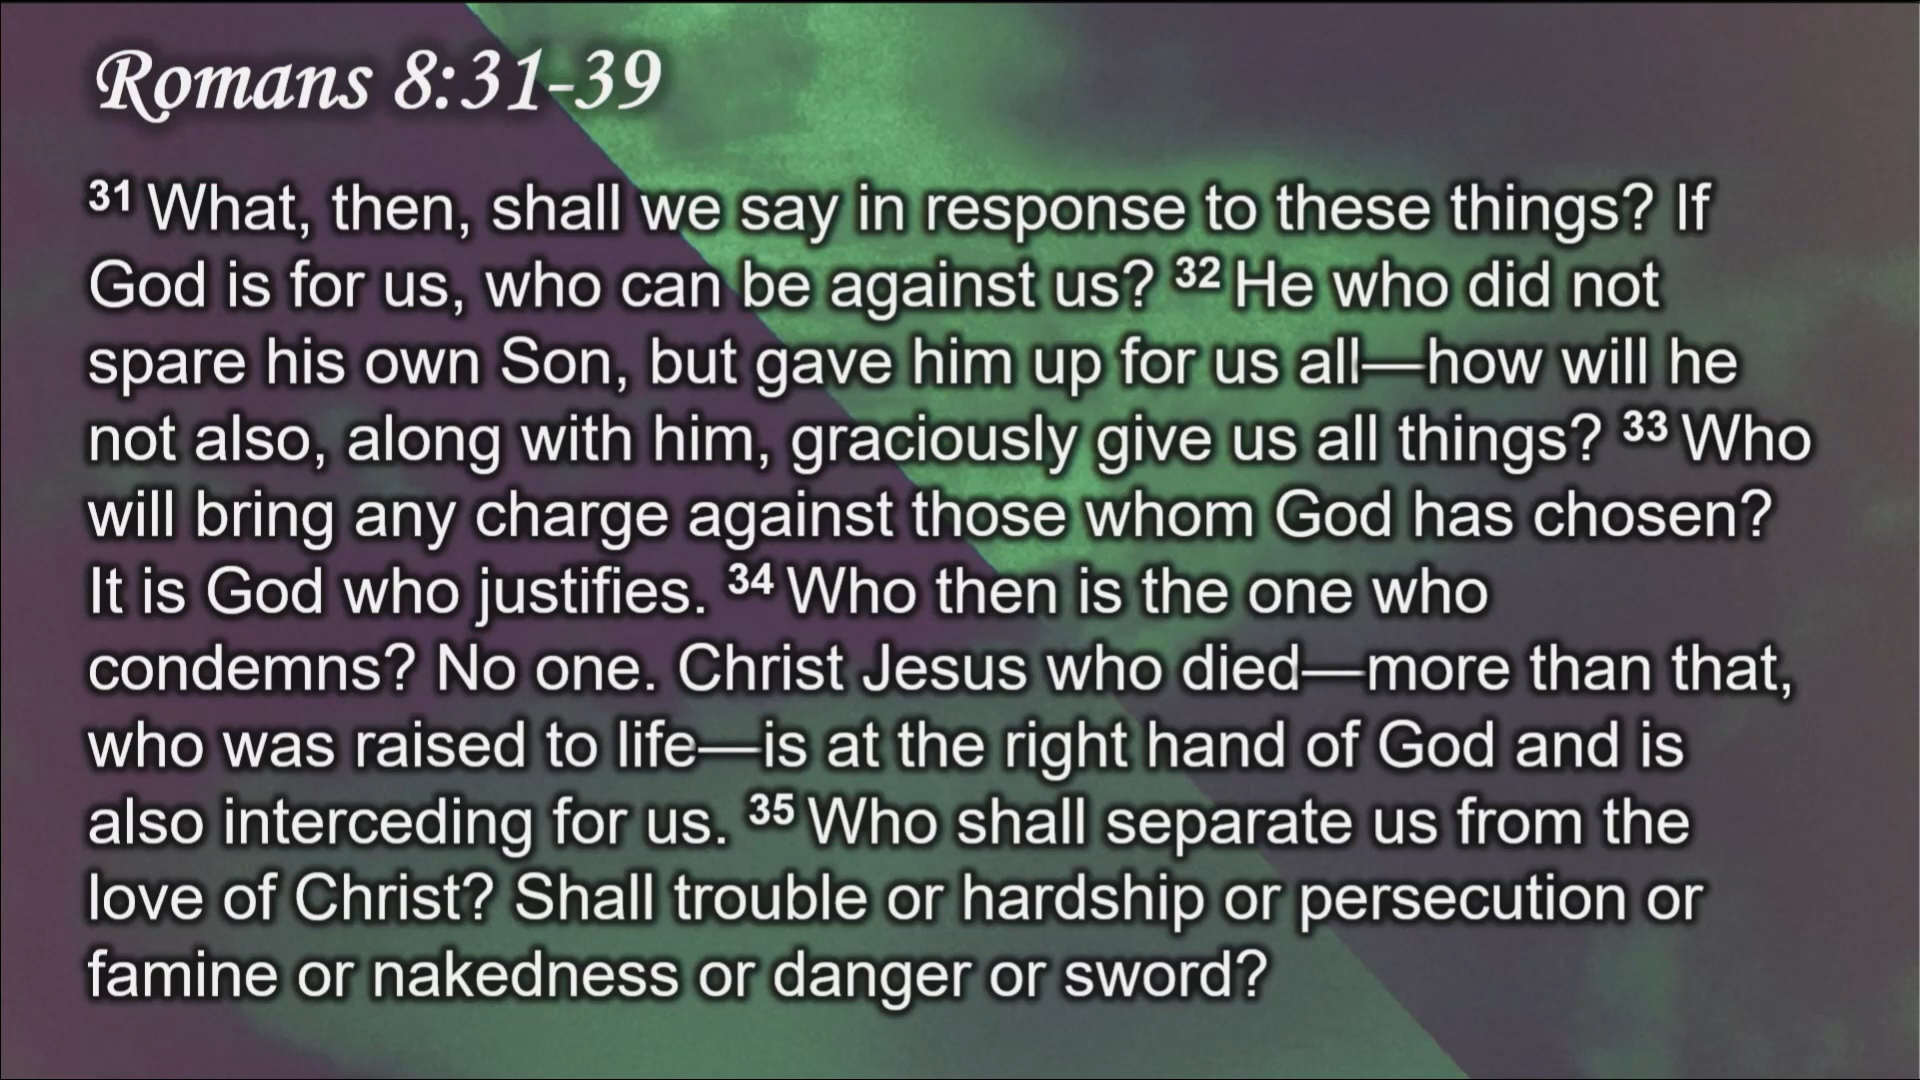 Romans 8:31-39
31 What, then, shall we say in response to these things? If
God is for us, who can be against us? 32 He who did not
spare his own Son, but gave him up for us all—how will he
not also, along with him, graciously give us all things? 33 Who
will bring any charge against those whom God has chosen?
It is God who justifies. 34 Who then is the one who
condemns? No one. Christ Jesus who died—more than that,
who was raised to life—is at the right hand of God and is
also interceding for us. 35 Who shall separate us from the
love of Christ? Shall trouble or hardship or persecution or
famine or nakedness or danger or sword?